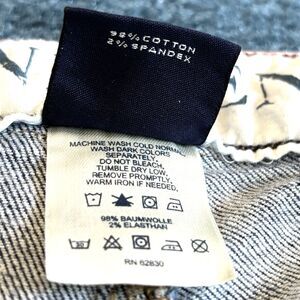 98% COTTON
2% SPANDEX
MACHINE WASH COLD NORMAL
WASH DARK COLORS
SEPARATELY.
DO NOT BLEACH.
TUMBLE DRY LOW.
REMOVE PROMPTLY.
WARM IRON IF NEEDED.
98% BAUMWOLLE
2% ELASTHAN
RN 62830